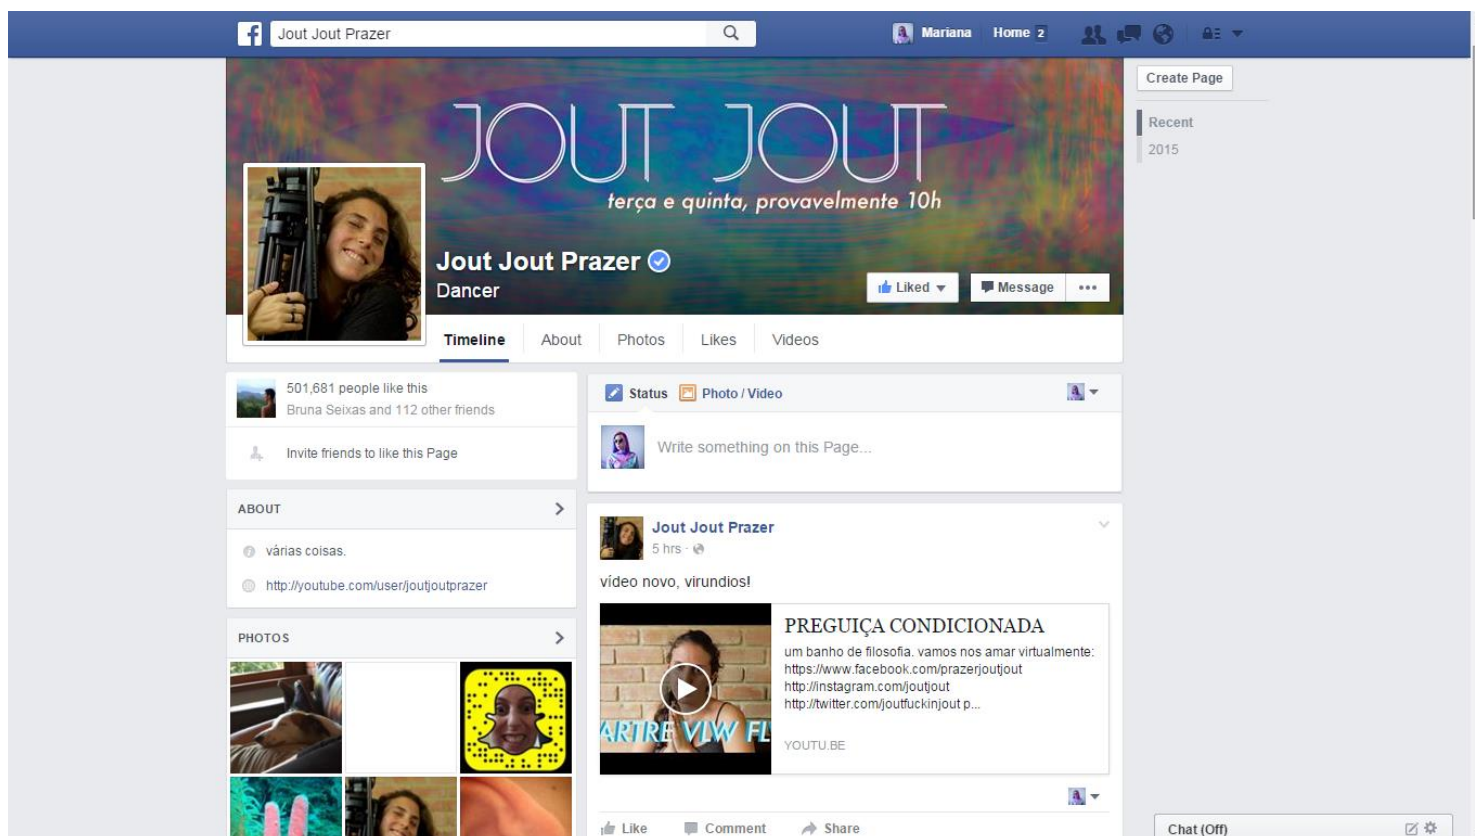 Jout Jout Prazer
Mariana Home 2
Create Page
Recent
2015
JOUT JOUT
terça e quinta, provavelmente 10h
Jout Jout Prazer
Dancer
Liked
Message
Timeline About Photos Likes Videos
501,681 people like this
Bruna Seixas and 112 other friends
Invite friends to like this Page
ABOUT
várias coisas.
http://youtube.com/user/joutjoutprazer
PHOTOS
Status Photo / Video
Write something on this Page...
Jout Jout Prazer
5 hrs
vídeo novo, virundios!
ARTRE VLW FL
PREGUIÇA CONDICIONADA
um banho de filosofia. vamos nos amar virtualmente:
https://www.facebook.com/prazerjoutjout
http://instagram.com/joutjout
http://twitter.com/joutfuckinjout p...
YOUTU.BE
Like Comment Share
Chat (Off)